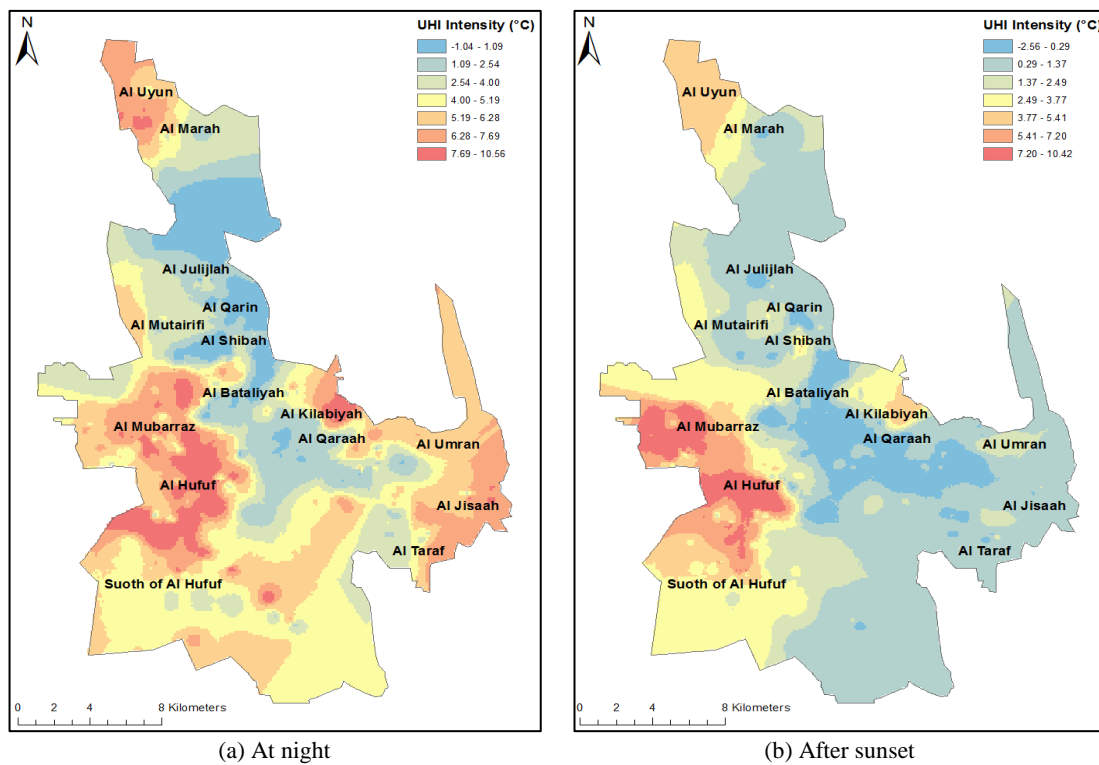 N
UHI Intensity (°C)
-1.04 - 1.09
1.09 - 2.54
2.54 - 4.00
4.00 - 5.19
5.19 - 6.28
6.28 - 7.69
7.69 - 10.56
Al Uyun
Al Marah
Al Julijlah
Al Qarin
Al Mutairifi
Al Shibah
Al Bataliyah
Al Kilabiyah
Al Mubarraz
Al Qaraah
Al Umran
Al Hufuf
Al Jisaah
Al Taraf
Suoth of Al Hufuf
0 2 4 8 Kilometers
(a) At night
N
UHI Intensity (°C)
-2.56 - 0.29
0.29 - 1.37
1.37 - 2.49
2.49 - 3.77
3.77 - 5.41
5.41 - 7.20
7.20 - 10.42
Al Uyun
Al Marah
Al Julijlah
Al Qarin
Al Mutairifi
Al Shibah
Al Bataliyah
Al Kilabiyah
Al Mubarraz
Al Qaraah
Al Umran
Al Hufuf
Al Jisaah
Al Taraf
Suoth of Al Hufuf
0 2 4 8 Kilometers
(b) After sunset